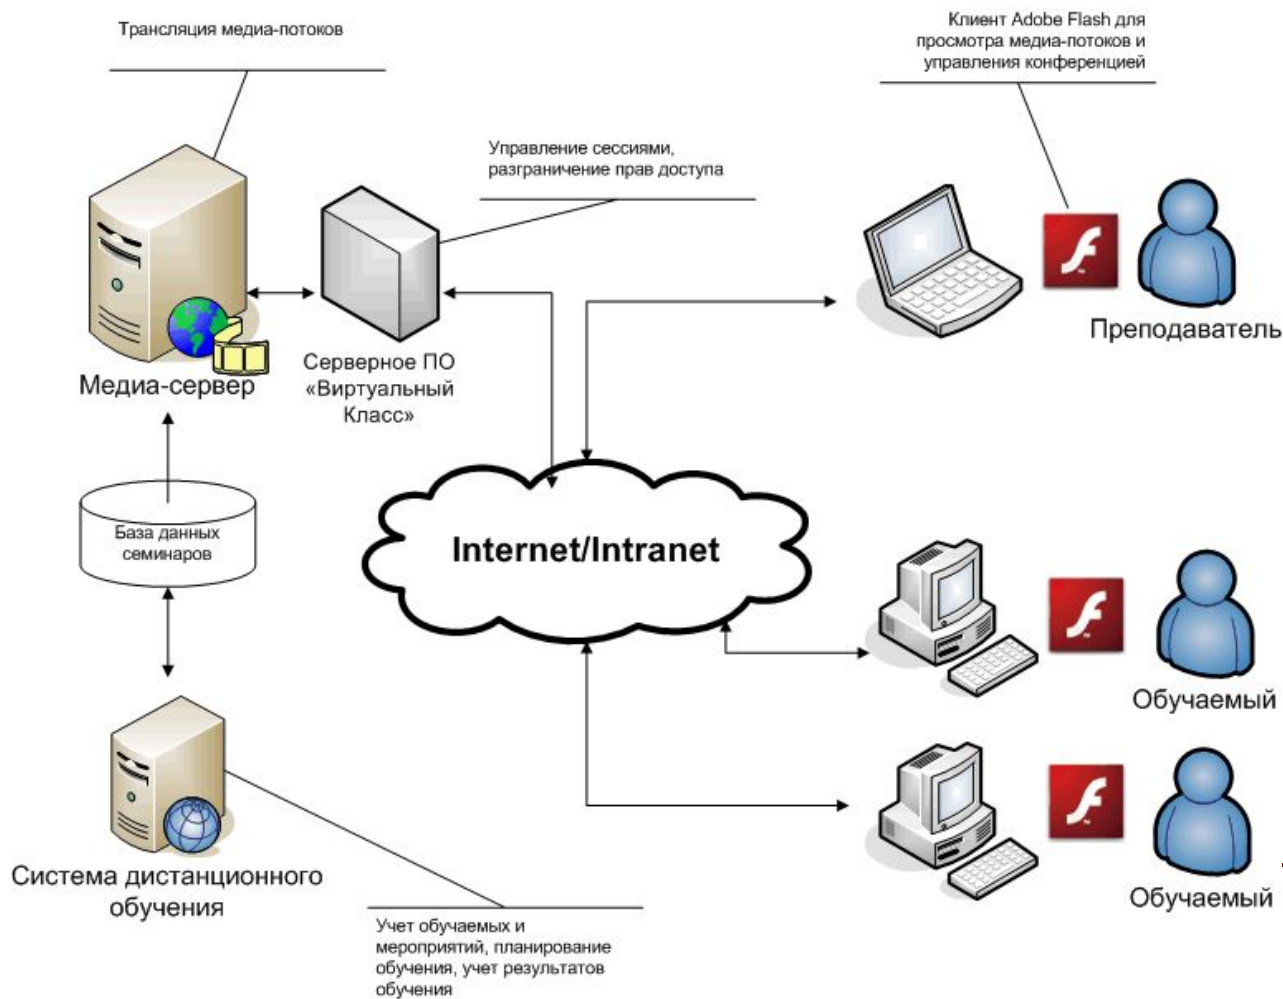 Трансляция медиа-потоков
Клиент Adobe Flash для
просмотра медиа-потоков и
управления конференцией
Управление сессиями,
разграничение прав доступа
Преподаватель
Медиа-сервер
Серверное ПО
«Виртуальный
Класс»
База данных
семинаров
Internet/Intranet
Обучаемый
Система дистанционного
обучения
Обучаемый
Учет обучаемых и
мероприятий, планирование
обучения, учет результатов
обучения